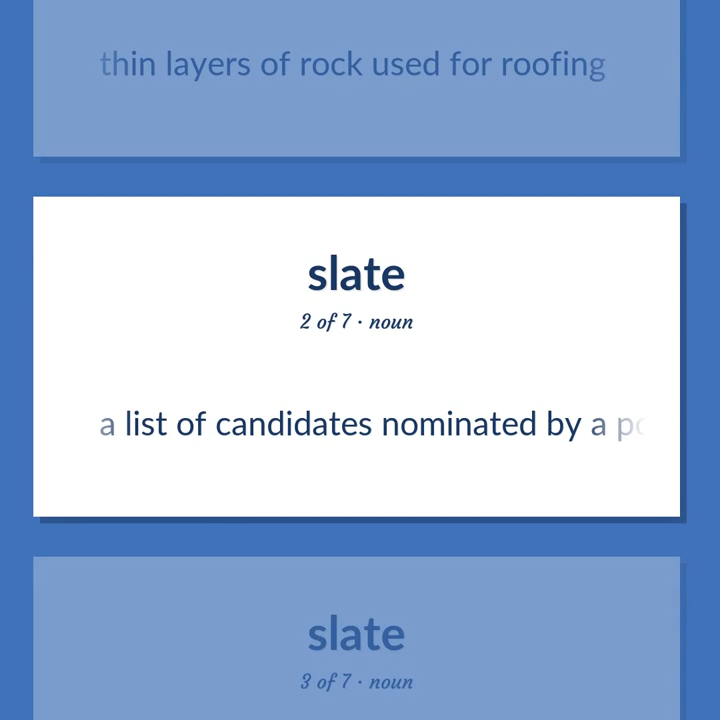 thin layers of rock used for roofing
slate
2 of 7 · noun
a list of candidates nominated by a
slate
3 of 7 · noun